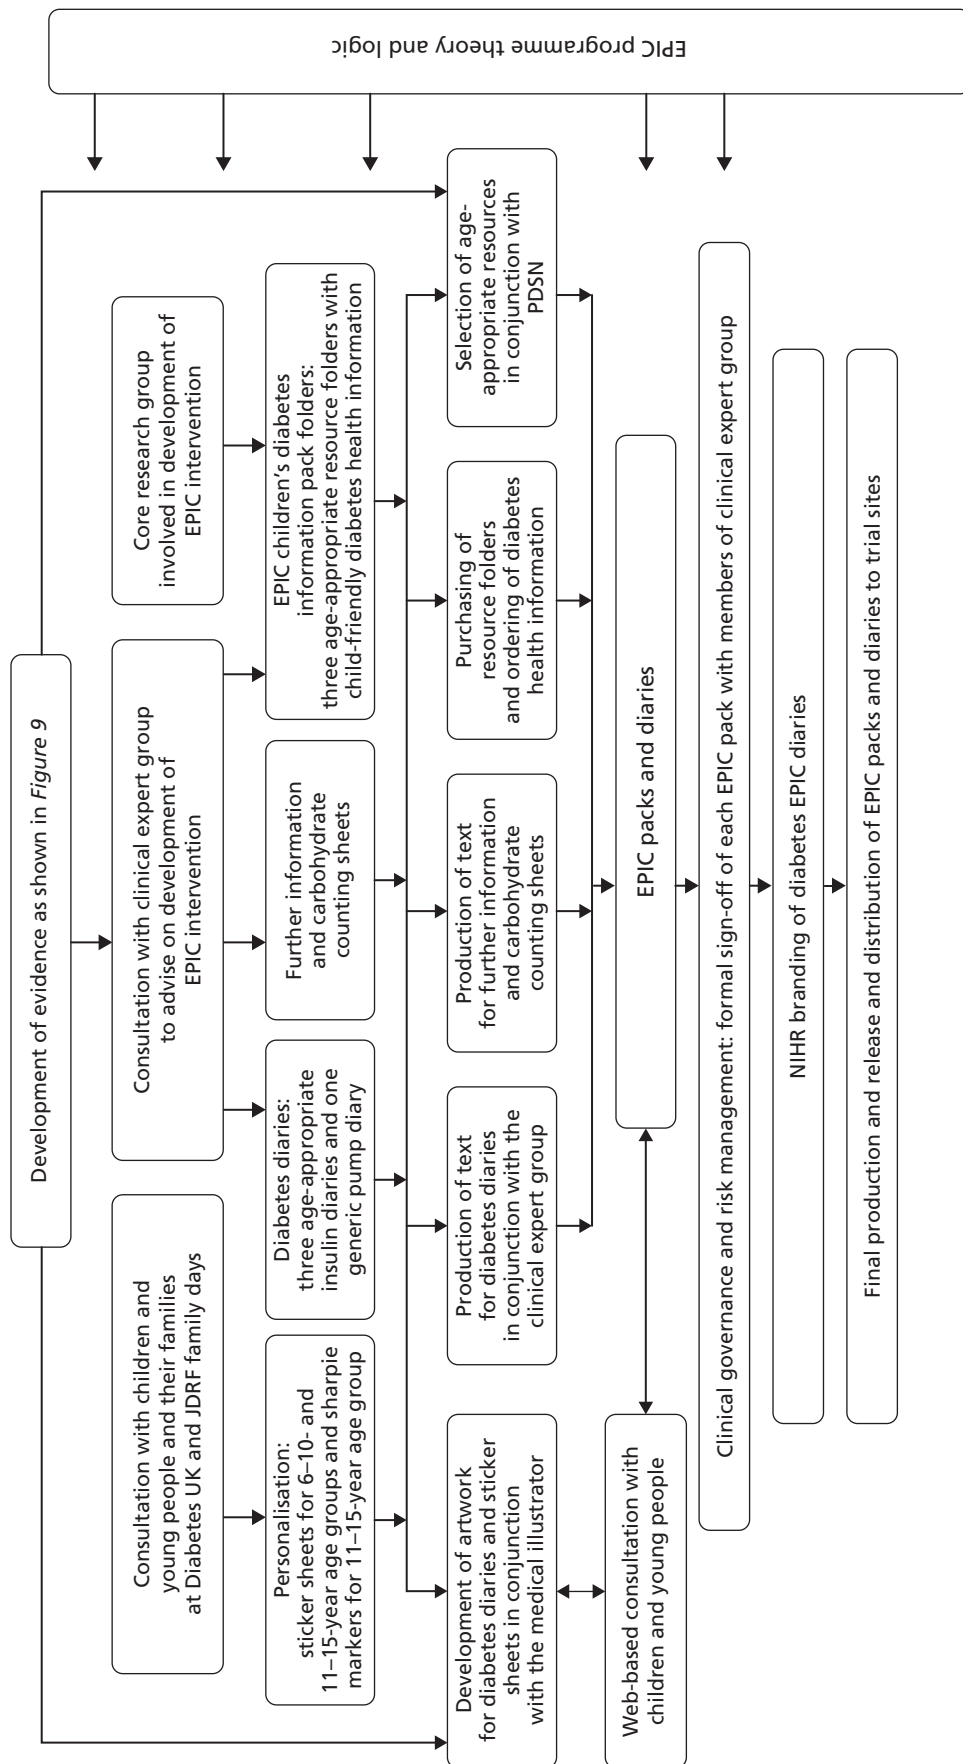 Development of evidence as shown in Figure 9
Consultation with children and
young people and their families
at Diabetes UK and JDRF family days
Consultation with clinical expert group
to advise on development of
EPIC intervention
Core research group
involved in development of
EPIC intervention
Personalisation:
sticker sheets for 6–10- and
11–15-year age groups and sharpie
markers for 11–15-year age group
Diabetes diaries:
three age-appropriate
insulin diaries and one
generic pump diary
Further information
and carbohydrate
counting sheets
EPIC children's diabetes
information pack folders:
three age-appropriate resource folders with
child-friendly diabetes health information
Development of artwork
for diabetes diaries and sticker
sheets in conjunction
with the medical illustrator
Production of text
for diabetes diaries
in conjunction with the
clinical expert group
Production of text
for further information
and carbohydrate
counting sheets
Purchasing of
resource folders
and ordering of diabetes
health information
Selection of age-
appropriate resources
in conjunction with
PDSN
Web-based consultation with
children and young people
EPIC packs and diaries
Clinical governance and risk management: formal sign-off of each EPIC pack with members of clinical expert group
NIHR branding of diabetes EPIC diaries
Final production and release and distribution of EPIC packs and diaries to trial sites
EPIC programme theory and logic